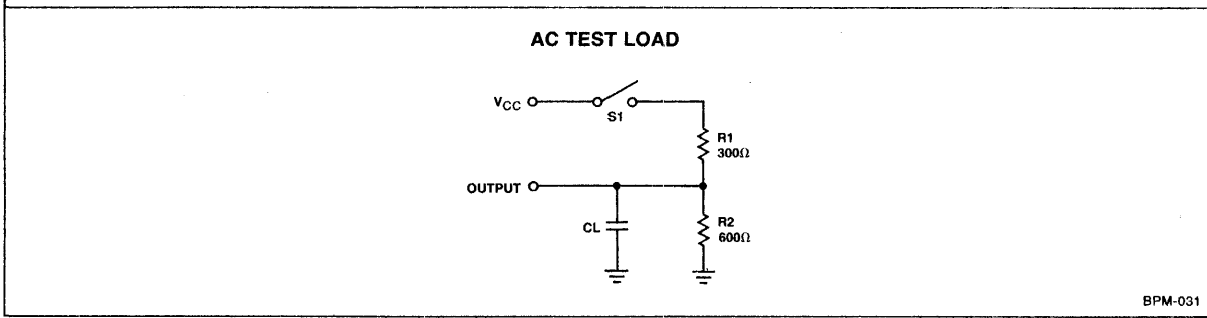 AC TEST LOAD
VCC
S1
R1
300Ω
OUTPUT
CL
R2
600Ω
BPM-031